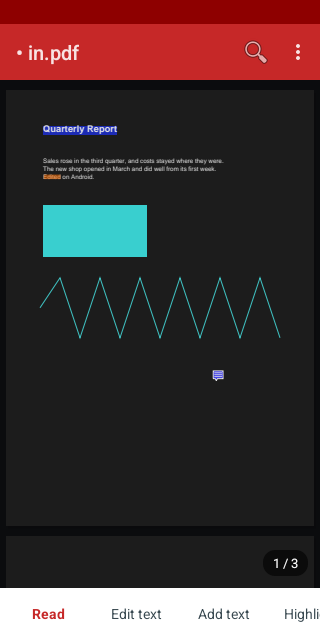 • in.pdf
Quarterly Report
Sales rose in the third quarter, and costs stayed where they were.
The new shop opened in March and did well from its first week.
Edited on Android.
1 / 3
Read
Edit text
Add text
Highli